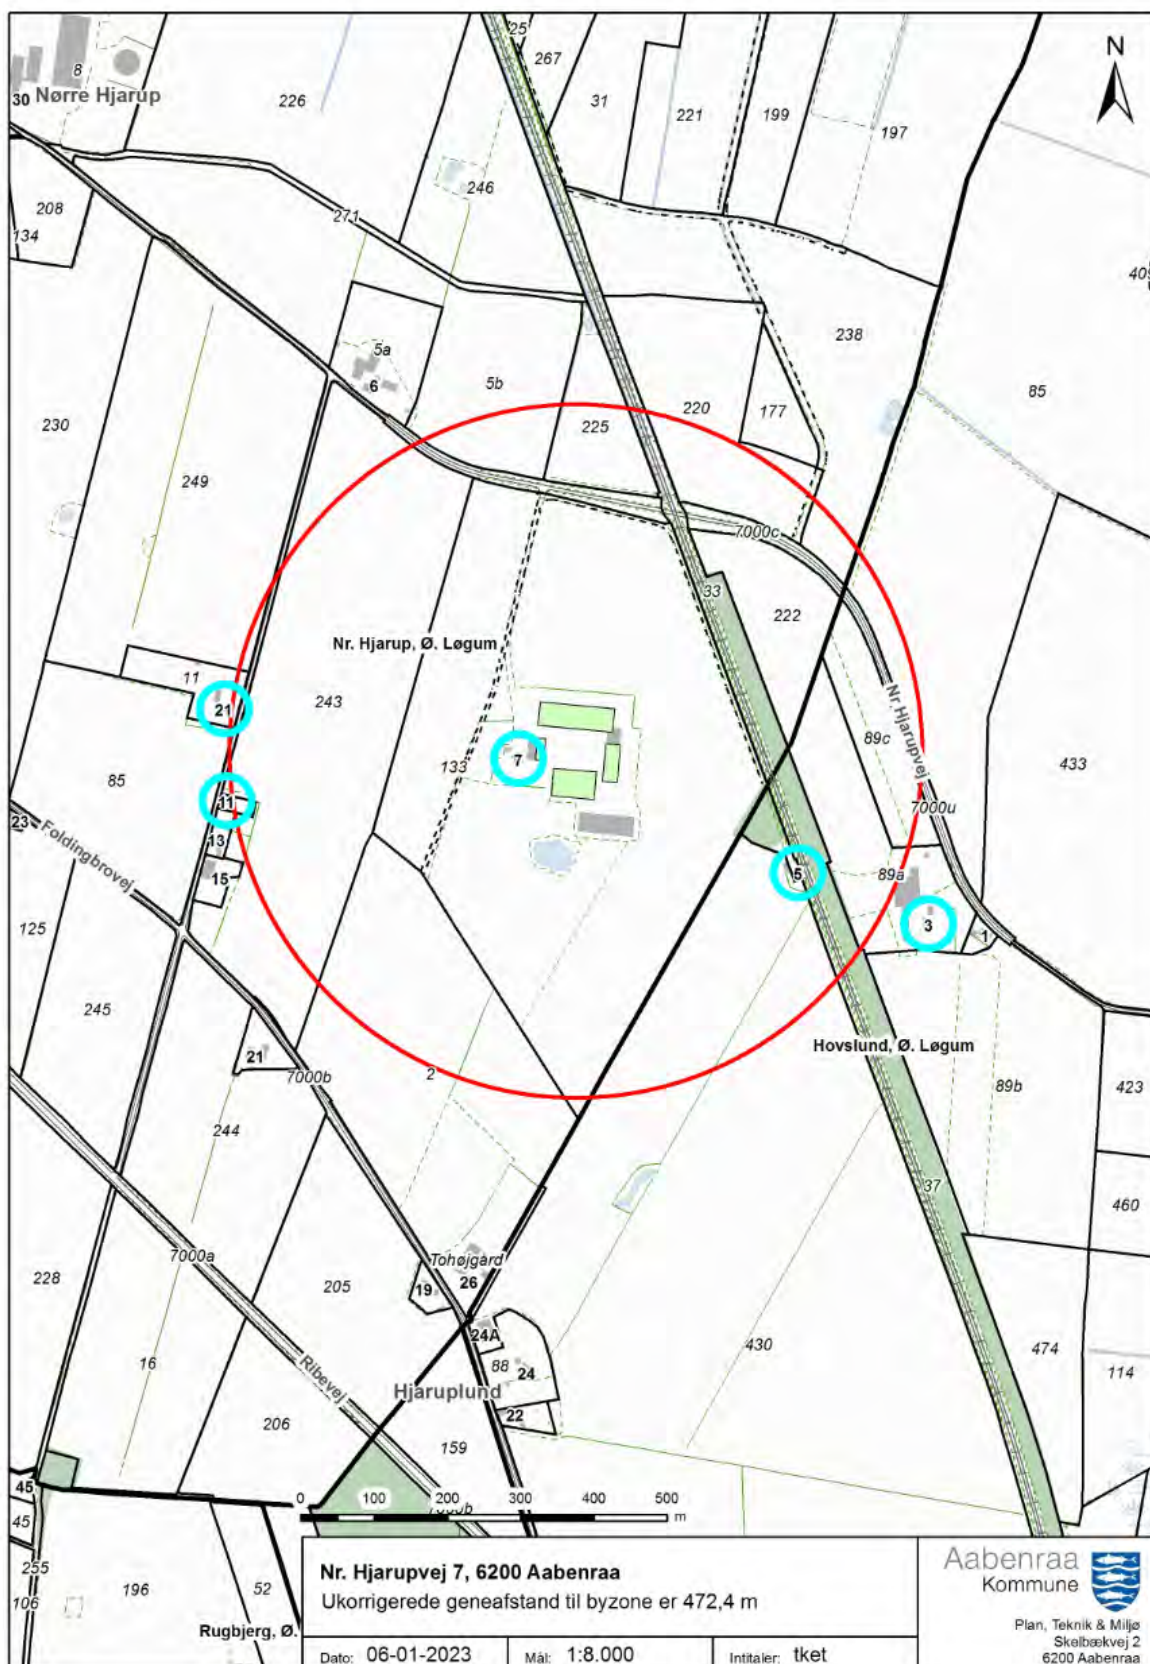 25
267
N
8
30 Nørre Hjarup
226
31
221
199
197
246
208
271
134
409
238
5a
6
5b
85
230
220
177
225
249
7000c
33
222
Nr. Hjarup, Ø. Løgum
11
21
243
Nr Hjarupvej
89c
433
7
133
85
11
7000u
23
Foldingbrovej
13
15
5
89a
3
1
125
245
Hovslund, Ø. Løgum
21
7000b
2
89b
423
244
37
460
7000a
Tohøjgard
228
205
19
26
24A
88
24
430
474
114
16
Ribevej
Hjaruplund
22
206
159
45
0 100 200 300 400 500
m
45
255
106
196
52
Rugbjerg, Ø.
Nr. Hjarupvej 7, 6200 Aabenraa
Ukorrigerede geneafstand til byzone er 472,4 m
Dato: 06-01-2023
Mål: 1:8.000
Intitaler: tket
Aabenraa
Kommune
Plan, Teknik & Miljø
Skelbækvej 2
6200 Aabenraa